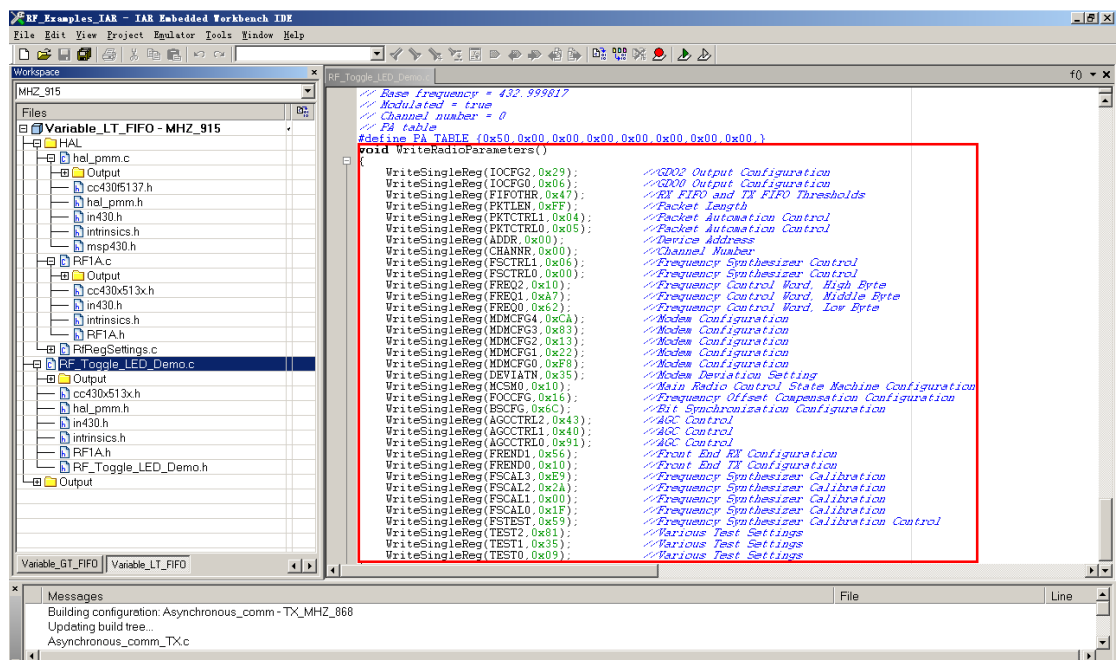 RF_Examples_IAR - IAR Embedded Workbench IDE
File Edit View Project Emulator Tools Window Help
Workspace
MHZ_915
Files
Variable_LT_FIFO - MHZ_915
HAL
hal_pmm.c
Output
cc430f5137.h
hal_pmm.h
in430.h
intrinsics.h
msp430.h
RF1A.c
Output
cc430x513x.h
in430.h
intrinsics.h
RF1A.h
RfRegSettings.c
RF_Toggle_LED_Demo.c
Output
cc430x513x.h
hal_pmm.h
in430.h
intrinsics.h
RF1A.h
RF_Toggle_LED_Demo.h
Output
Variable_GT_FIFO Variable_LT_FIFO
RF_Toggle_LED_Demo.c
f()
// Base frequency = 432.999817
// Modulated = true
// Channel number = 0
// PA table
#define PA_TABLE {0x50,0x00,0x00,0x00,0x00,0x00,0x00,0x00,}
void WriteRadioParameters()
{
WriteSingleReg(IOCFG2,0x29); //GDO2 Output Configuration
WriteSingleReg(IOCFG0,0x06); //GDO0 Output Configuration
WriteSingleReg(FIFOTHR,0x47); //RX FIFO and TX FIFO Thresholds
WriteSingleReg(PKTLEN,0xFF); //Packet Length
WriteSingleReg(PKTCTRL1,0x04); //Packet Automation Control
WriteSingleReg(PKTCTRL0,0x05); //Packet Automation Control
WriteSingleReg(ADDR,0x00); //Device Address
WriteSingleReg(CHANNR,0x00); //Channel Number
WriteSingleReg(FSCTRL1,0x06); //Frequency Synthesizer Control
WriteSingleReg(FSCTRL0,0x00); //Frequency Synthesizer Control
WriteSingleReg(FREQ2,0x10); //Frequency Control Word, High Byte
WriteSingleReg(FREQ1,0xA7); //Frequency Control Word, Middle Byte
WriteSingleReg(FREQ0,0x62); //Frequency Control Word, Low Byte
WriteSingleReg(MDMCFG4,0xCA); //Modem Configuration
WriteSingleReg(MDMCFG3,0x83); //Modem Configuration
WriteSingleReg(MDMCFG2,0x13); //Modem Configuration
WriteSingleReg(MDMCFG1,0x22); //Modem Configuration
WriteSingleReg(MDMCFG0,0xF8); //Modem Configuration
WriteSingleReg(DEVIATN,0x35); //Modem Deviation Setting
WriteSingleReg(MCSM0,0x10); //Main Radio Control State Machine Configuration
WriteSingleReg(FOCCFG,0x16); //Frequency Offset Compensation Configuration
WriteSingleReg(BSCFG,0x6C); //Bit Synchronization Configuration
WriteSingleReg(AGCCTRL2,0x43); //AGC Control
WriteSingleReg(AGCCTRL1,0x40); //AGC Control
WriteSingleReg(AGCCTRL0,0x91); //AGC Control
WriteSingleReg(FREND1,0x56); //Front End RX Configuration
WriteSingleReg(FREND0,0x10); //Front End TX Configuration
WriteSingleReg(FSCAL3,0xE9); //Frequency Synthesizer Calibration
WriteSingleReg(FSCAL2,0x2A); //Frequency Synthesizer Calibration
WriteSingleReg(FSCAL1,0x00); //Frequency Synthesizer Calibration
WriteSingleReg(FSCAL0,0x1F); //Frequency Synthesizer Calibration
WriteSingleReg(FSTEST,0x59); //Frequency Synthesizer Calibration Control
WriteSingleReg(TEST2,0x81); //Various Test Settings
WriteSingleReg(TEST1,0x35); //Various Test Settings
WriteSingleReg(TEST0,0x09); //Various Test Settings
Messages File Line
Building configuration: Asynchronous_comm - TX_MHZ_868
Updating build tree...
Asynchronous_comm_TX.c